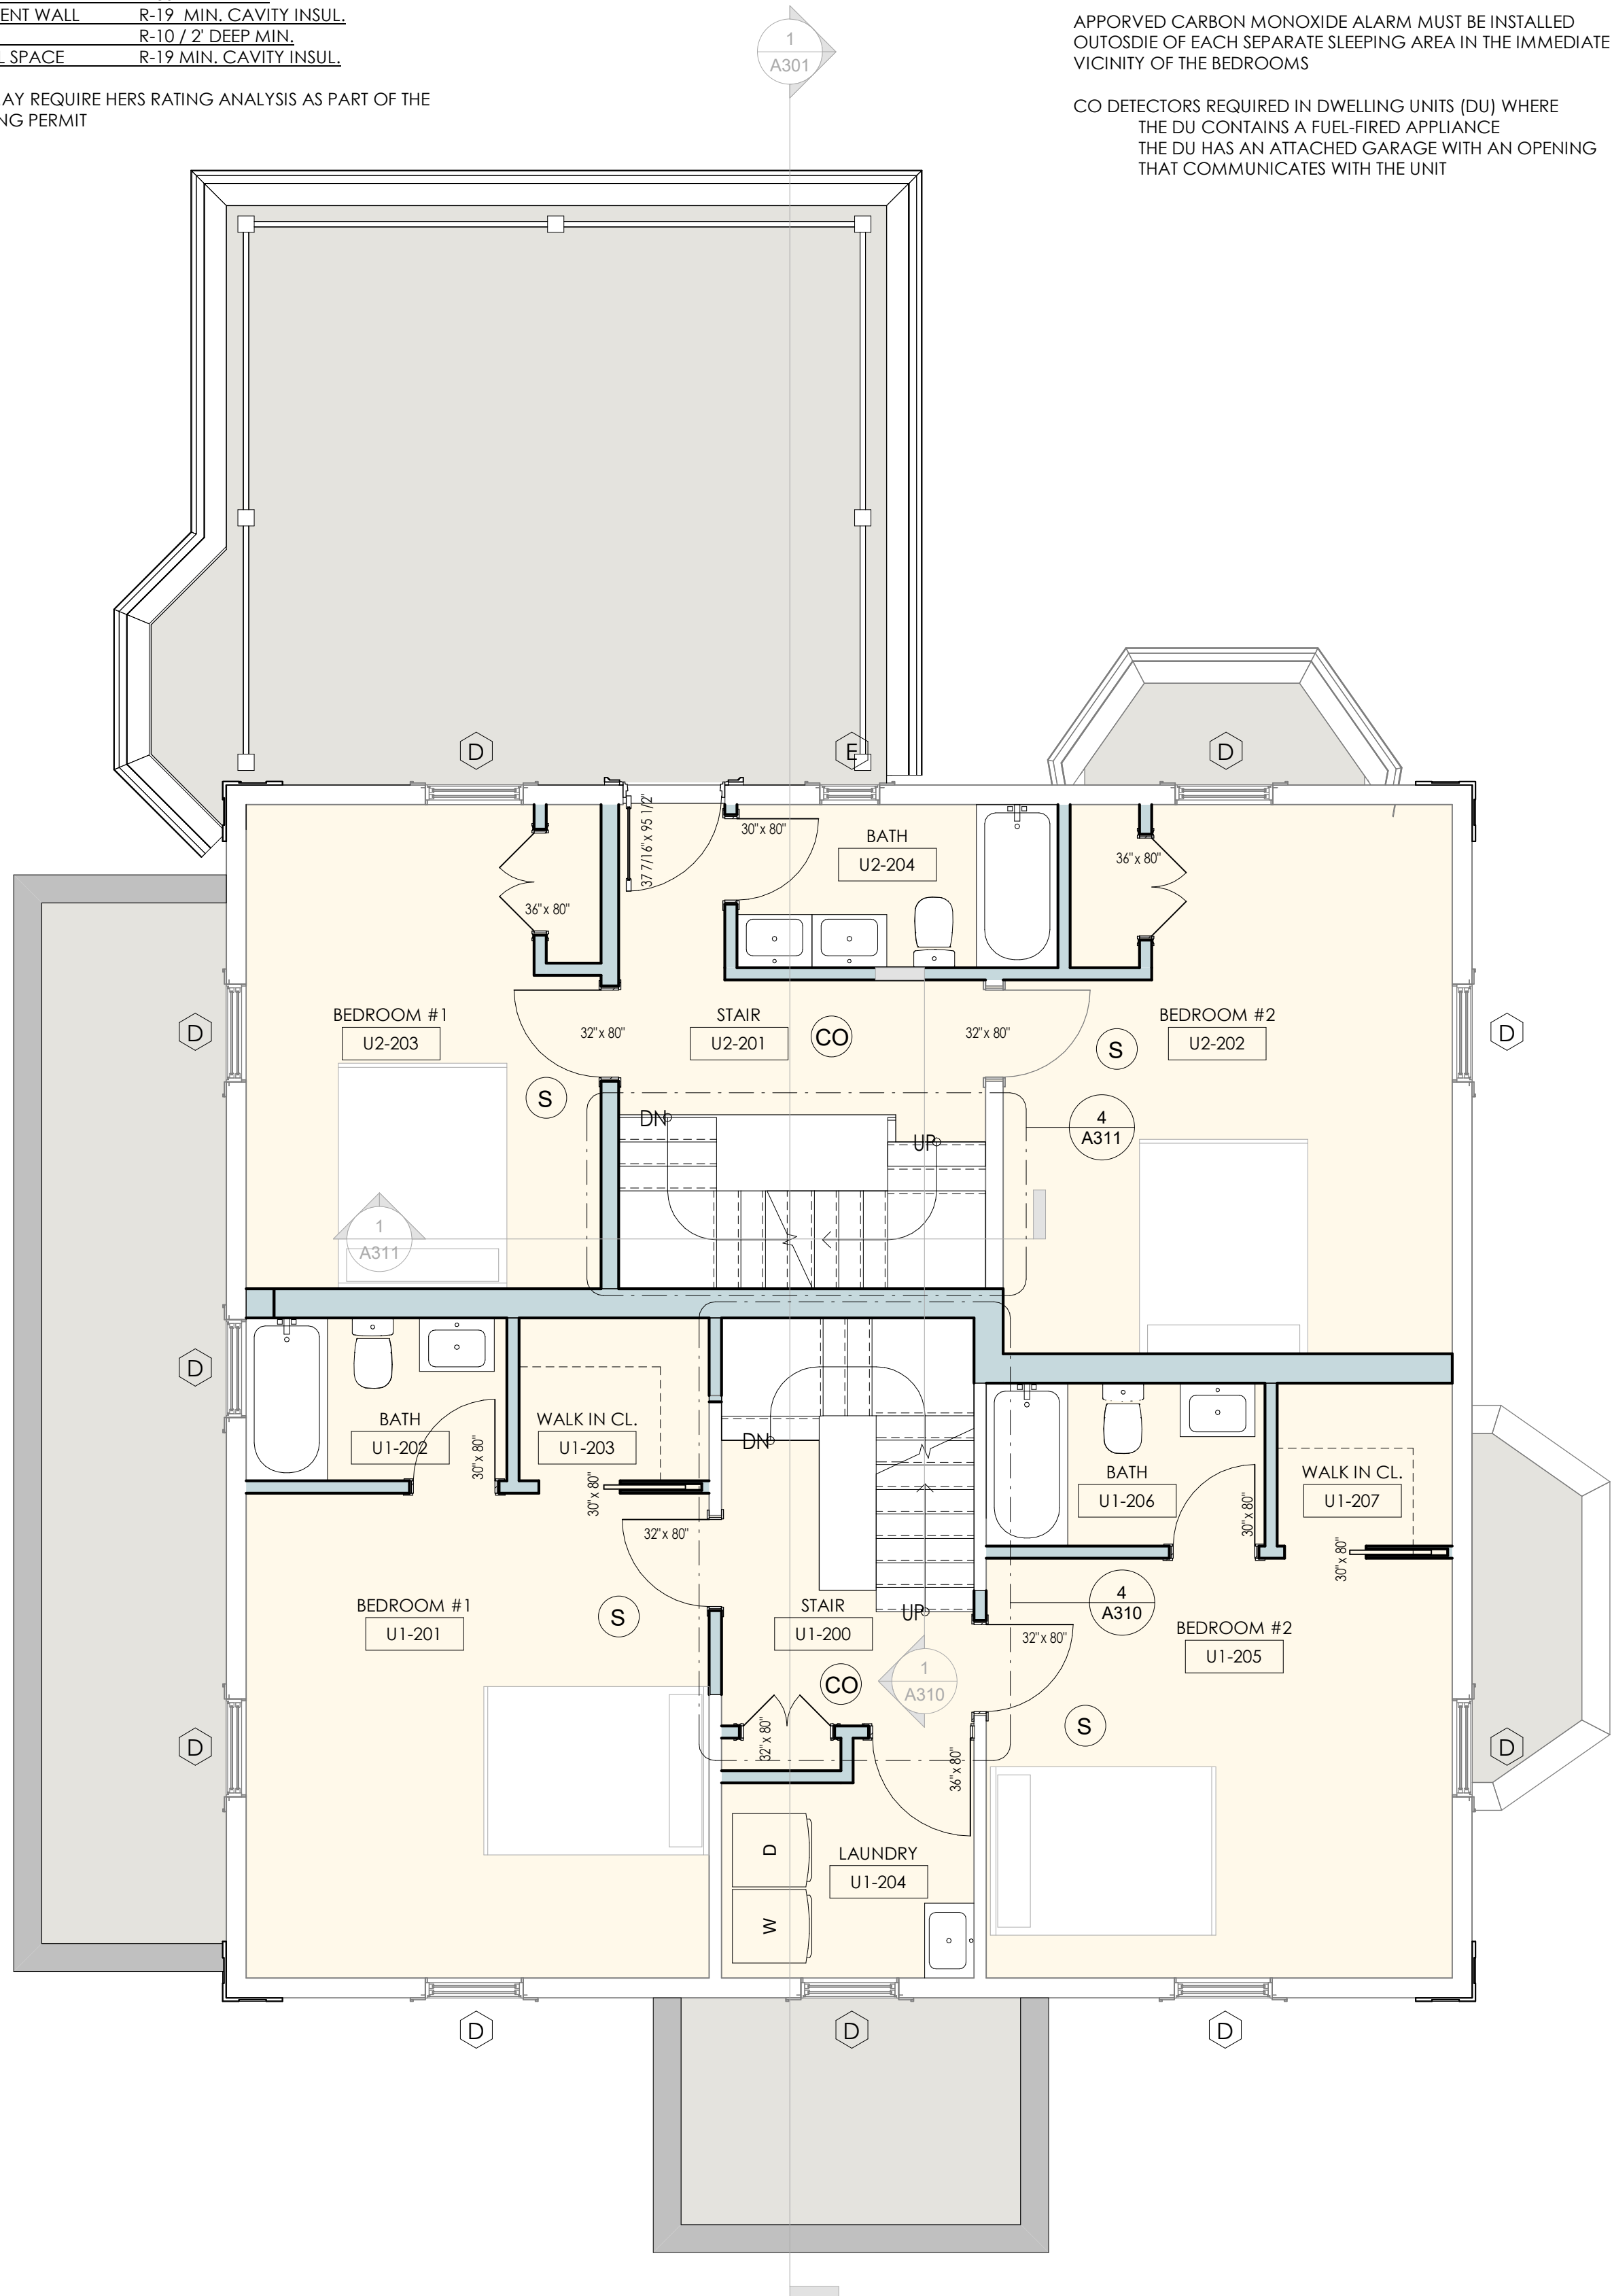 ENT WALL R-19 MIN. CAVITY INSUL.
R-10 / 2' DEEP MIN.
L SPACE R-19 MIN. CAVITY INSUL.
AY REQUIRE HERS RATING ANALYSIS AS PART OF THE
NG PERMIT
1
A301
APPORVED CARBON MONOXIDE ALARM MUST BE INSTALLED
OUTOSDIE OF EACH SEPARATE SLEEPING AREA IN THE IMMEDIATE
VICINITY OF THE BEDROOMS
CO DETECTORS REQUIRED IN DWELLING UNITS (DU) WHERE
THE DU CONTAINS A FUEL-FIRED APPLIANCE
THE DU HAS AN ATTACHED GARAGE WITH AN OPENING
THAT COMMUNICATES WITH THE UNIT
D
E
D
37 7/16" x 95 1/2"
30" x 80"
BATH
U2-204
36" x 80"
36" x 80"
D
BEDROOM #1
U2-203
32" x 80"
STAIR
U2-201
CO
32" x 80"
S
BEDROOM #2
U2-202
D
S
DN
UP
4
A311
1
A311
D
BATH
U1-202
30" x 80"
WALK IN CL.
U1-203
30" x 80"
DN
BATH
U1-206
30" x 80"
WALK IN CL.
U1-207
30" x 80"
32" x 80"
BEDROOM #1
U1-201
S
STAIR
U1-200
UP
4
A310
32" x 80"
BEDROOM #2
U1-205
CO
1
A310
S
D
32" x 80"
36" x 80"
D
D
LAUNDRY
U1-204
W
D
D
D